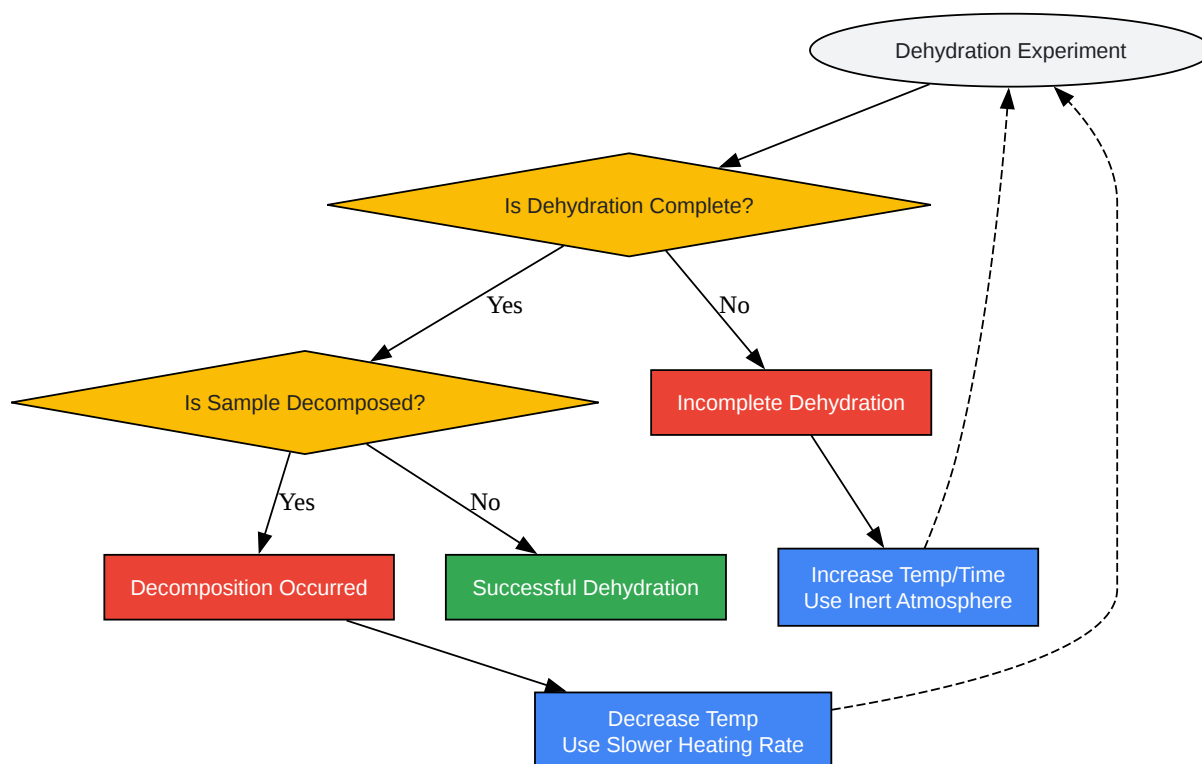 Dehydration Experiment
Is Dehydration Complete?
Yes
No
Is Sample Decomposed?
Incomplete Dehydration
Yes
No
Decomposition Occurred
Successful Dehydration
Increase Temp/Time
Use Inert Atmosphere
Decrease Temp
Use Slower Heating Rate